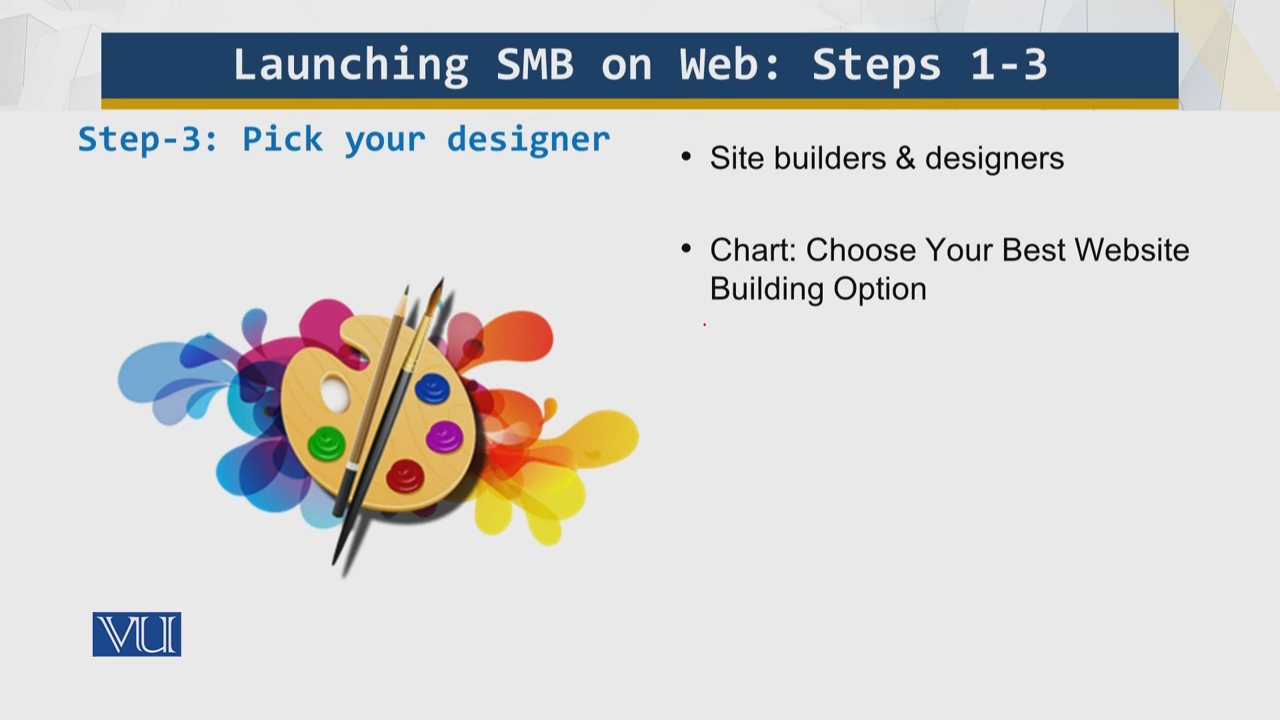 Launching SMB on Web: Steps 1-3
Step-3: Pick your designer
• Site builders & designers
• Chart: Choose Your Best Website
Building Option
VU